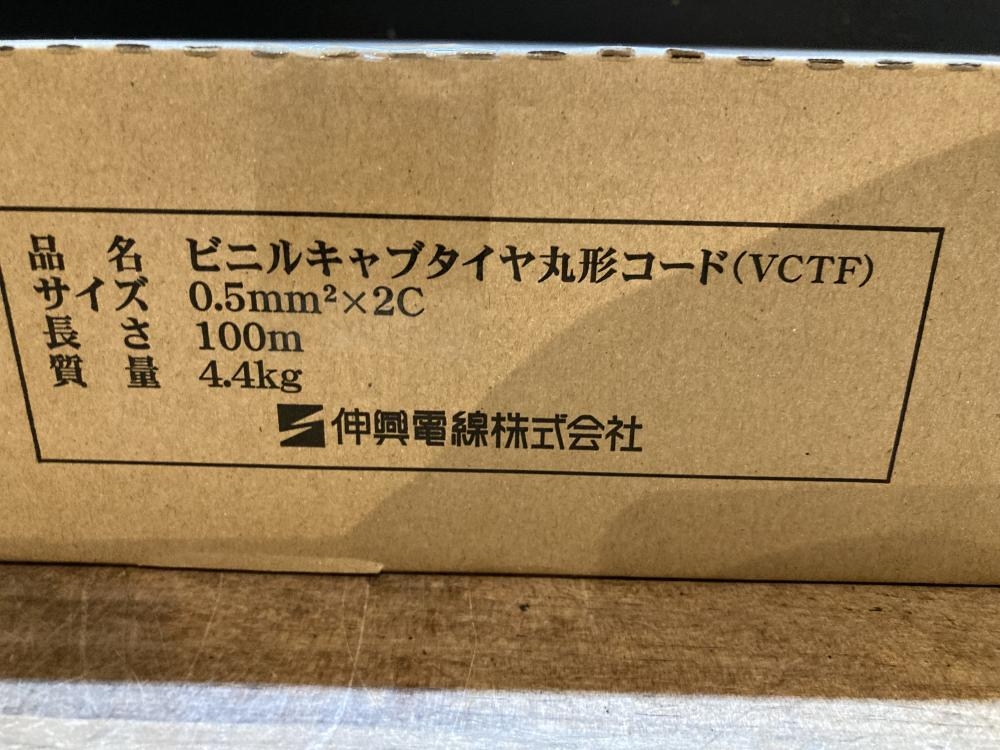 品名 ビニルキャブタイヤ丸形コード(VCTF)
サイズ 0.5mm²×2C
長さ 100m
質量 4.4kg
伸興電線株式会社